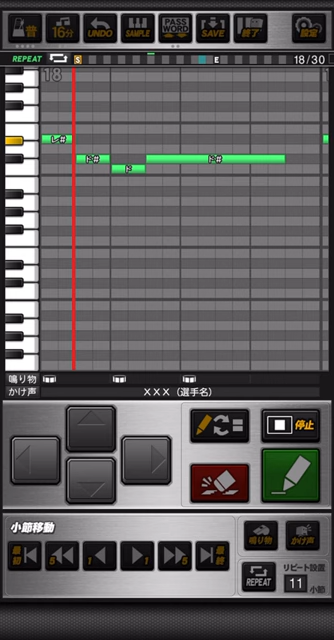 音 16分 UNDO SAMPLE PASS WORD SAVE 終了 設定
REPEAT S E 18/30
18
レ#
ド# ド#
ド
鳴り物
かけ声 XXX（選手名）
停止
小節移動
最初 5 1 1 5 最終
鳴り物 かけ声
REPEAT リピート設置
11 小節